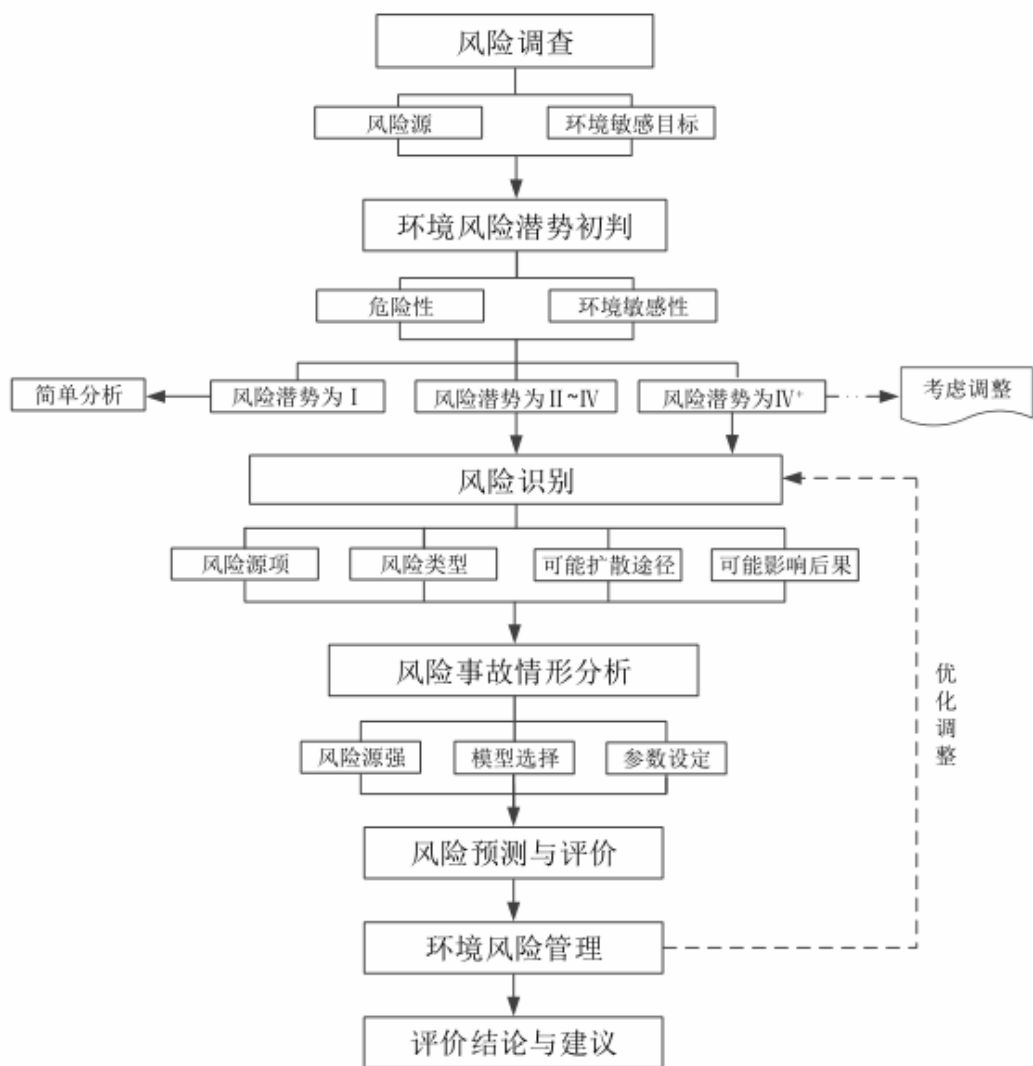 风险调查
风险源
环境敏感目标
环境风险潜势初判
危险性
环境敏感性
简单分析
风险潜势为Ⅰ
风险潜势为Ⅱ~Ⅳ
风险潜势为Ⅳ⁺
考虑调整
风险识别
风险源项
风险类型
可能扩散途径
可能影响后果
风险事故情形分析
优化调整
风险源强
模型选择
参数设定
风险预测与评价
环境风险管理
评价结论与建议